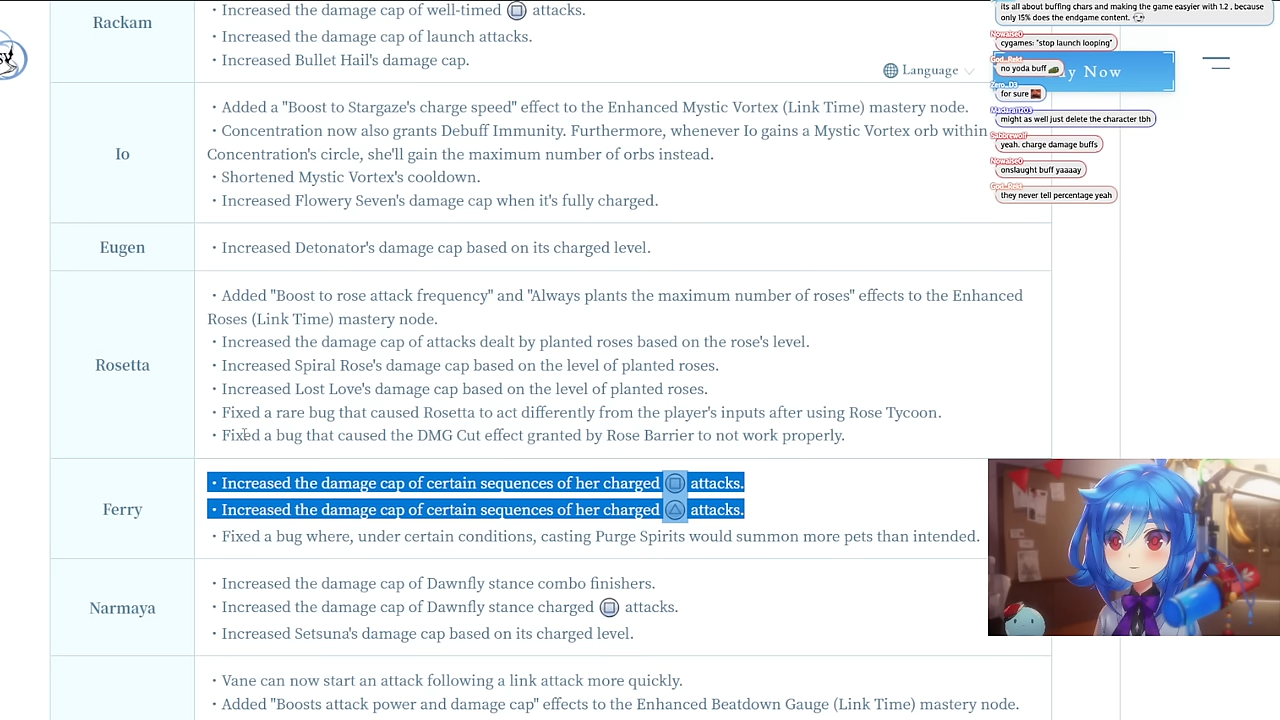 Rackam
・Increased the damage cap of well-timed attacks.
・Increased the damage cap of launch attacks.
・Increased Bullet Hail's damage cap.
Language
y Now
its all about buffing chars and making the game easyier with 1.2 , because
only 15% does the endgame content.
Nowaise0
cygames: "stop launch looping"
God_Rekt
no yoda buff
Zero_03
for sure
Madara1203
might as well just delete the character tbh
Sabbrewolf
yeah. charge damage buffs
Nowaise0
onslaught buff yaaaay
God_Rekt
they never tell percentage yeah
Io
・Added a "Boost to Stargaze's charge speed" effect to the Enhanced Mystic Vortex (Link Time) mastery node.
・Concentration now also grants Debuff Immunity. Furthermore, whenever Io gains a Mystic Vortex orb within
Concentration's circle, she'll gain the maximum number of orbs instead.
・Shortened Mystic Vortex's cooldown.
・Increased Flowery Seven's damage cap when it's fully charged.
Eugen
・Increased Detonator's damage cap based on its charged level.
Rosetta
・Added "Boost to rose attack frequency" and "Always plants the maximum number of roses" effects to the Enhanced
Roses (Link Time) mastery node.
・Increased the damage cap of attacks dealt by planted roses based on the rose's level.
・Increased Spiral Rose's damage cap based on the level of planted roses.
・Increased Lost Love's damage cap based on the level of planted roses.
・Fixed a rare bug that caused Rosetta to act differently from the player's inputs after using Rose Tycoon.
・Fixed a bug that caused the DMG Cut effect granted by Rose Barrier to not work properly.
Ferry
・Increased the damage cap of certain sequences of her charged attacks.
・Increased the damage cap of certain sequences of her charged attacks.
・Fixed a bug where, under certain conditions, casting Purge Spirits would summon more pets than intended.
Narmaya
・Increased the damage cap of Dawnfly stance combo finishers.
・Increased the damage cap of Dawnfly stance charged attacks.
・Increased Setsuna's damage cap based on its charged level.
・Vane can now start an attack following a link attack more quickly.
・Added "Boosts attack power and damage cap" effects to the Enhanced Beatdown Gauge (Link Time) mastery node.